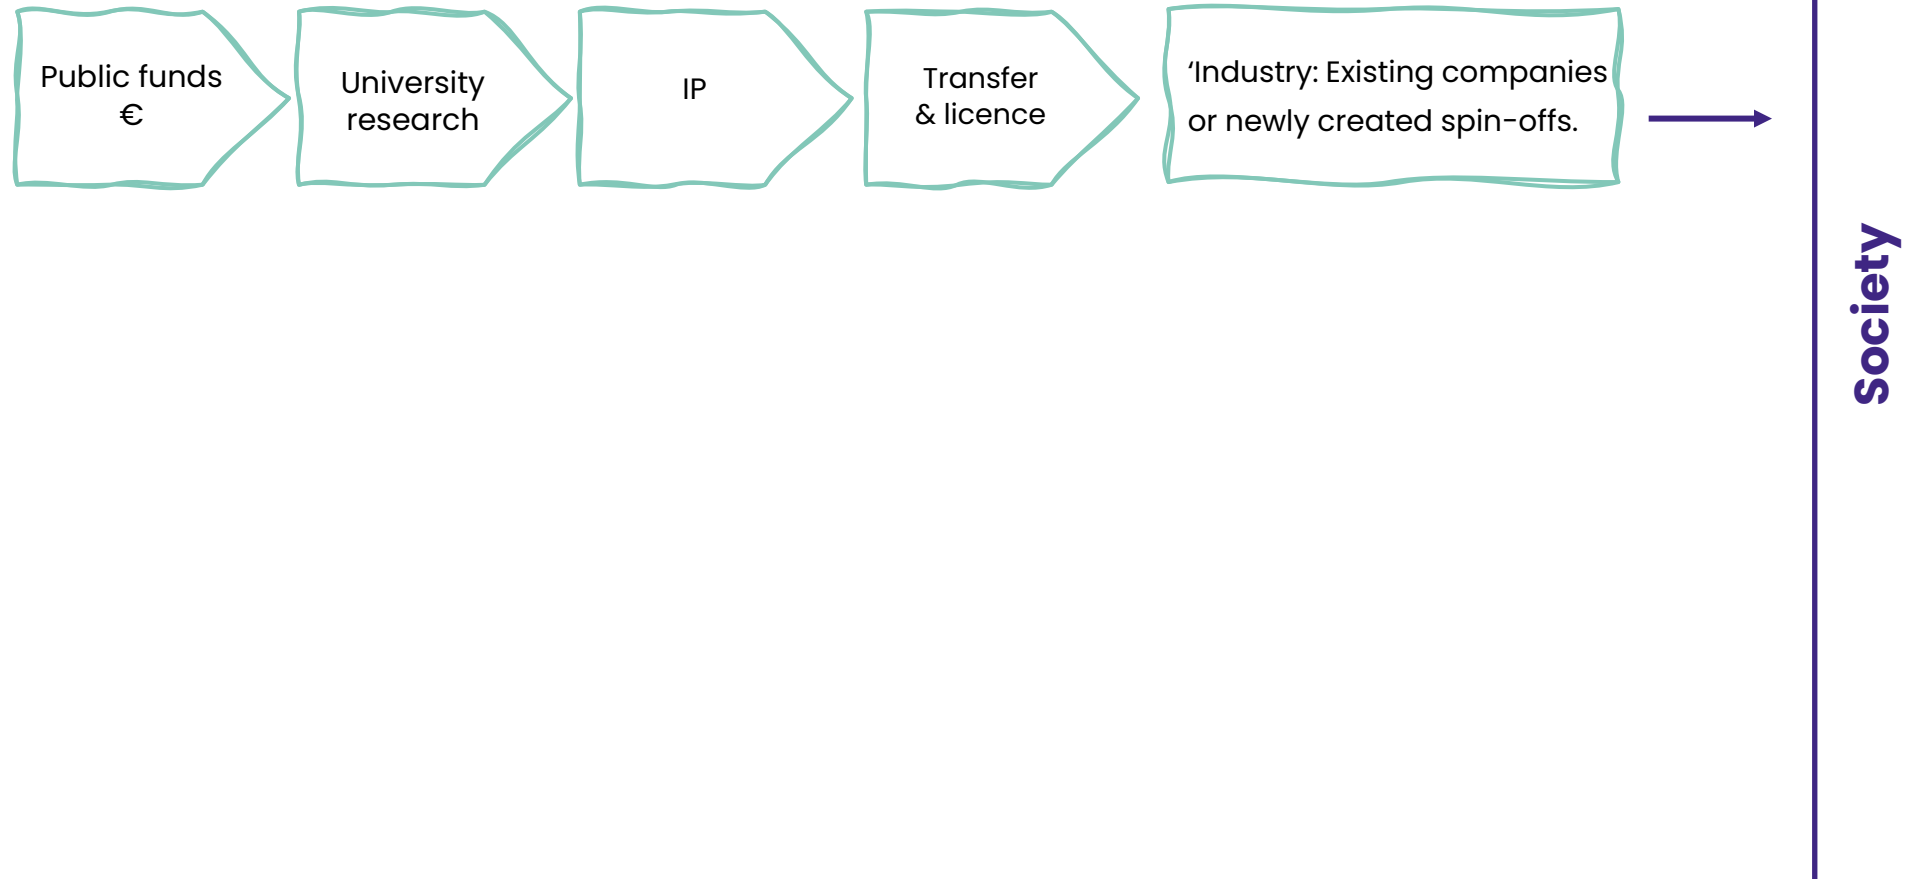 Public funds
€
University
research
IP
Transfer
& licence
‘Industry: Existing companies
or newly created spin-offs.
Society